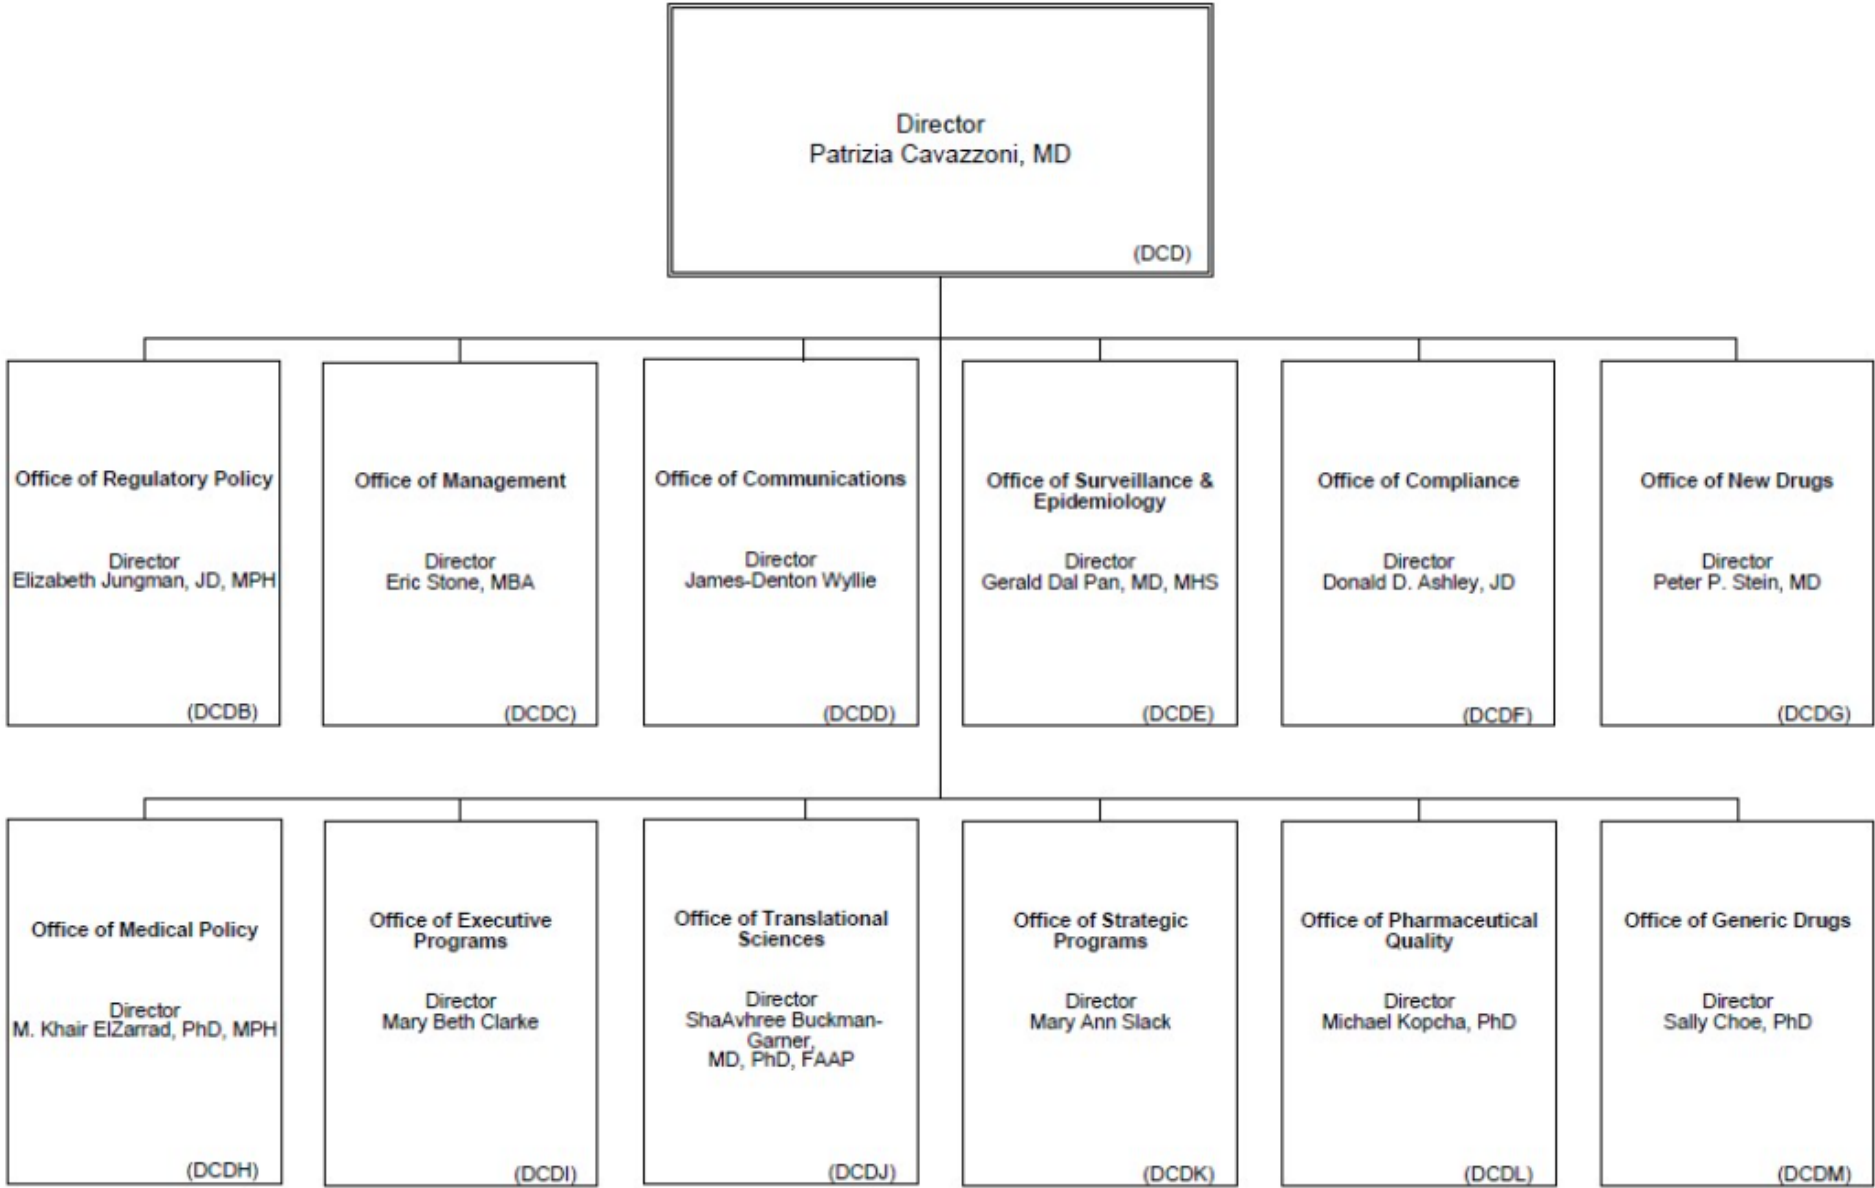 Director
Patrizia Cavazzoni, MD
(DCD)
Office of Regulatory Policy
Director
Elizabeth Jungman, JD, MPH
(DCDB)
Office of Management
Director
Eric Stone, MBA
(DCDC)
Office of Communications
Director
James-Denton Wyllie
(DCDD)
Office of Surveillance &
Epidemiology
Director
Gerald Dal Pan, MD, MHS
(DCDE)
Office of Compliance
Director
Donald D. Ashley, JD
(DCDF)
Office of New Drugs
Director
Peter P. Stein, MD
(DCDG)
Office of Medical Policy
Director
M. Khair ElZarrad, PhD, MPH
(DCDH)
Office of Executive
Programs
Director
Mary Beth Clarke
(DCDI)
Office of Translational
Sciences
Director
ShaAvhree Buckman-
Garner,
MD, PhD, FAAP
(DCDJ)
Office of Strategic
Programs
Director
Mary Ann Slack
(DCDK)
Office of Pharmaceutical
Quality
Director
Michael Kopcha, PhD
(DCDL)
Office of Generic Drugs
Director
Sally Choe, PhD
(DCDM)